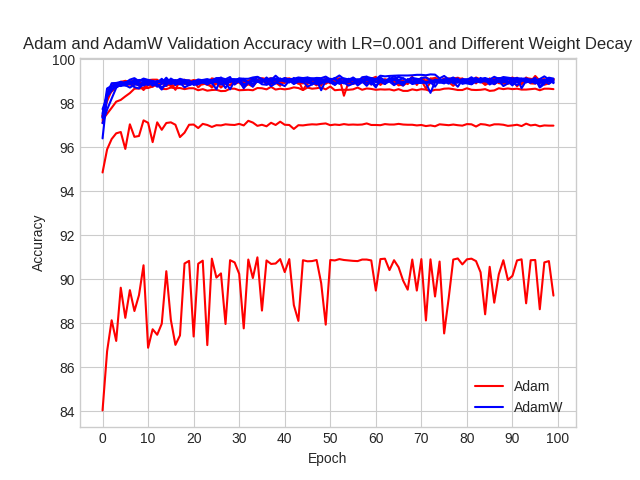 Adam and AdamW Validation Accuracy with LR=0.001 and Different Weight Decay
100
98
96
94
92
90
88
86
84
Accuracy
Adam
AdamW
0 10 20 30 40 50 60 70 80 90 100
Epoch